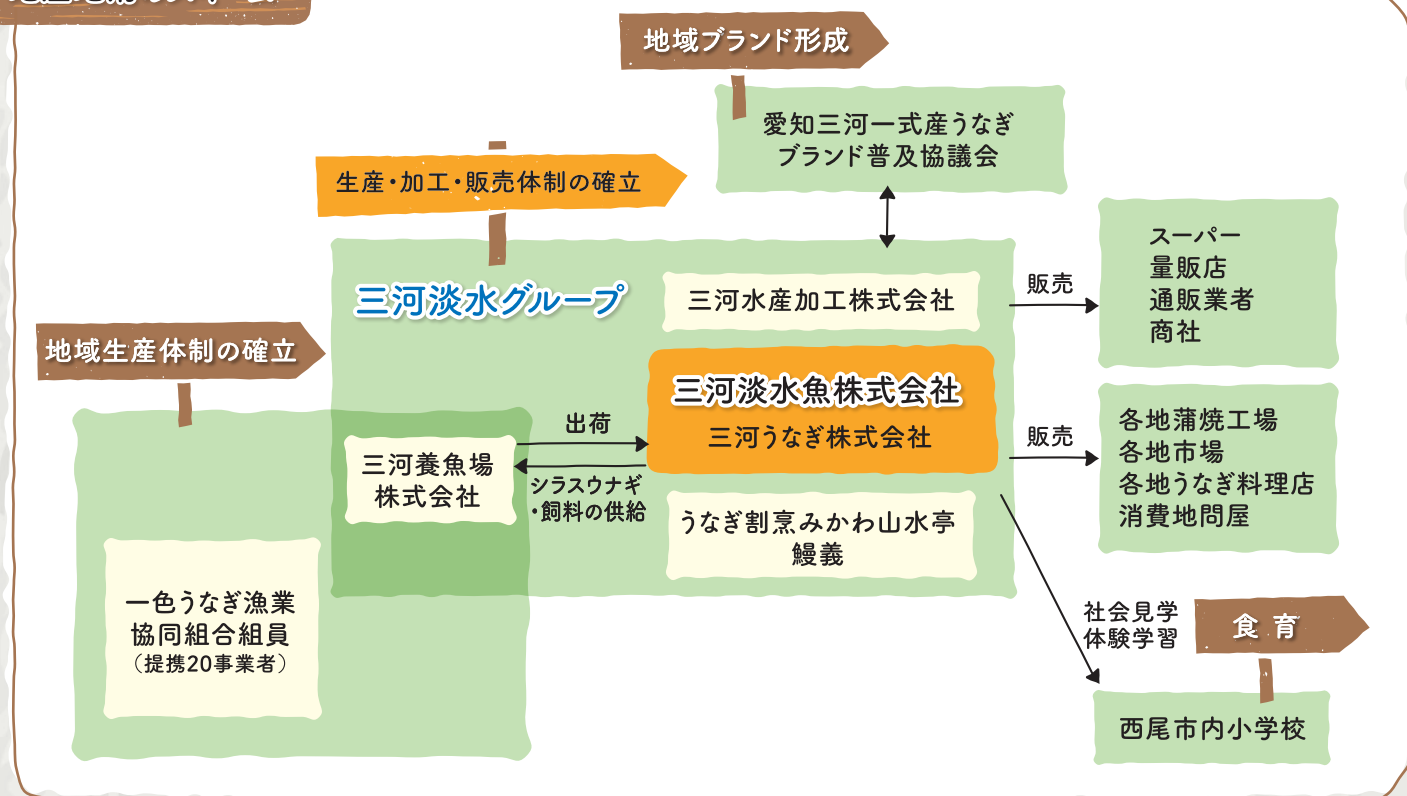 地域ブランド形成
愛知三河一式産うなぎ
ブランド普及協議会
生産・加工・販売体制の確立
三河淡水グループ
三河水産加工株式会社
販売
スーパー
量販店
通販業者
商社
地域生産体制の確立
三河淡水魚株式会社
三河うなぎ株式会社
出荷
三河養魚場
株式会社
シラスウナギ
・飼料の供給
販売
各地蒲焼工場
各地市場
各地うなぎ料理店
消費地問屋
うなぎ割烹みかわ山水亭
鰻義
一色うなぎ漁業
協同組合組員
（提携20事業者）
社会見学
体験学習
食育
西尾市内小学校